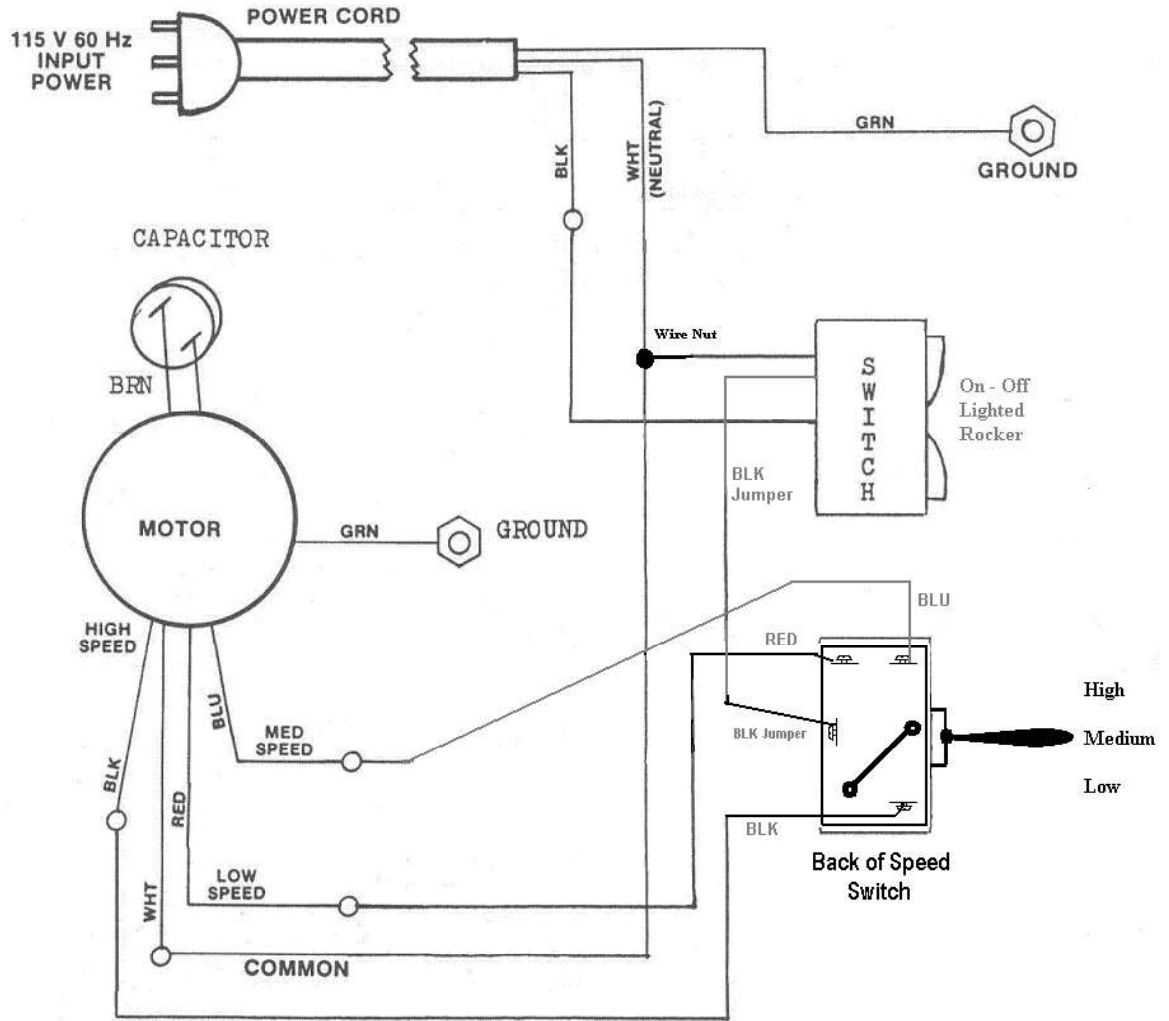 POWER CORD
115 V 60 Hz
INPUT
POWER
BLK
WHT
(NEUTRAL)
GRN
GROUND
CAPACITOR
BRN
Wire Nut
SWITCH
On - Off
Lighted
Rocker
BLK
Jumper
MOTOR
GRN
GROUND
HIGH
SPEED
BLU
RED
BLU
MED
SPEED
BLK Jumper
High
Medium
Low
BLK
RED
BLK
LOW
SPEED
WHT
Back of Speed
Switch
COMMON